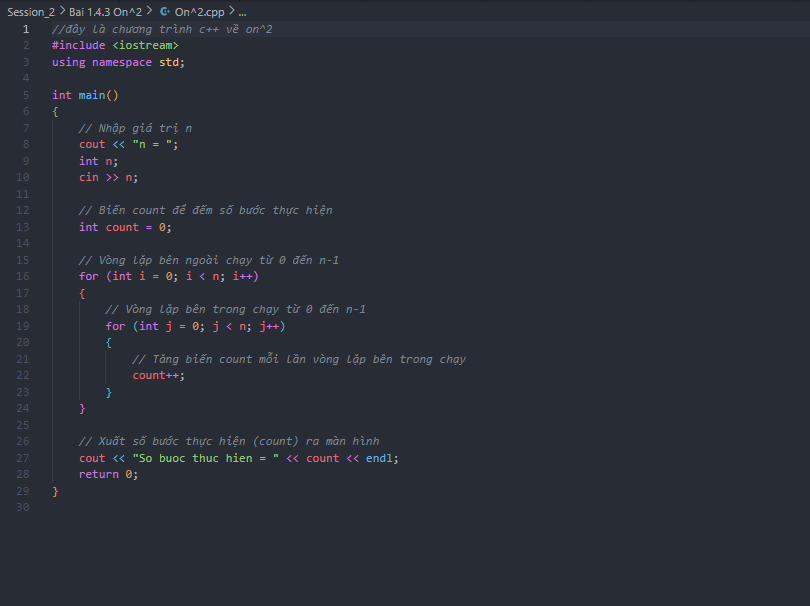 Session_2 > Bai 1.4.3 On^2 > On^2.cpp > ...
1 //đây là chương trình c++ về on^2
2 #include <iostream>
3 using namespace std;
4
5 int main()
6 {
7     // Nhập giá trị n
8     cout << "n = ";
9     int n;
10     cin >> n;
11
12     // Biến count để đếm số bước thực hiện
13     int count = 0;
14
15     // Vòng lặp bên ngoài chạy từ 0 đến n-1
16     for (int i = 0; i < n; i++)
17     {
18         // Vòng lặp bên trong chạy từ 0 đến n-1
19         for (int j = 0; j < n; j++)
20         {
21             // Tăng biến count mỗi lần vòng lặp bên trong chạy
22             count++;
23         }
24     }
25
26     // Xuất số bước thực hiện (count) ra màn hình
27     cout << "So buoc thuc hien = " << count << endl;
28     return 0;
29 }
30